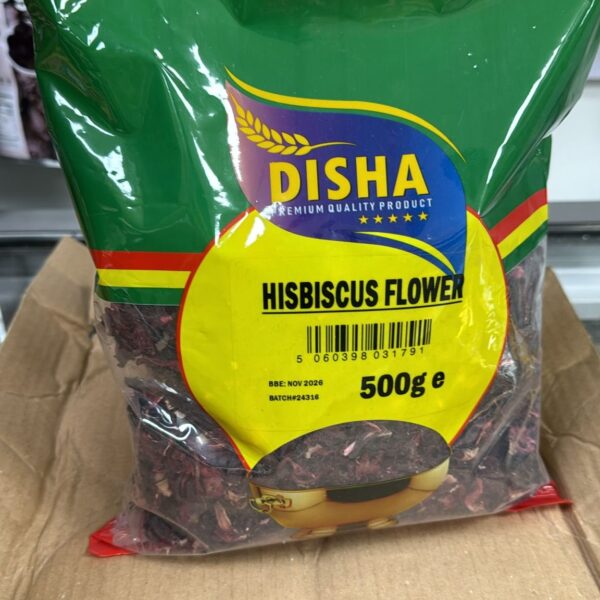 DISHA
PREMIUM QUALITY PRODUCT
HISBISCUS FLOWER
5 060398 031791
BBE: NOV 2026
BATCH#24316
500g e